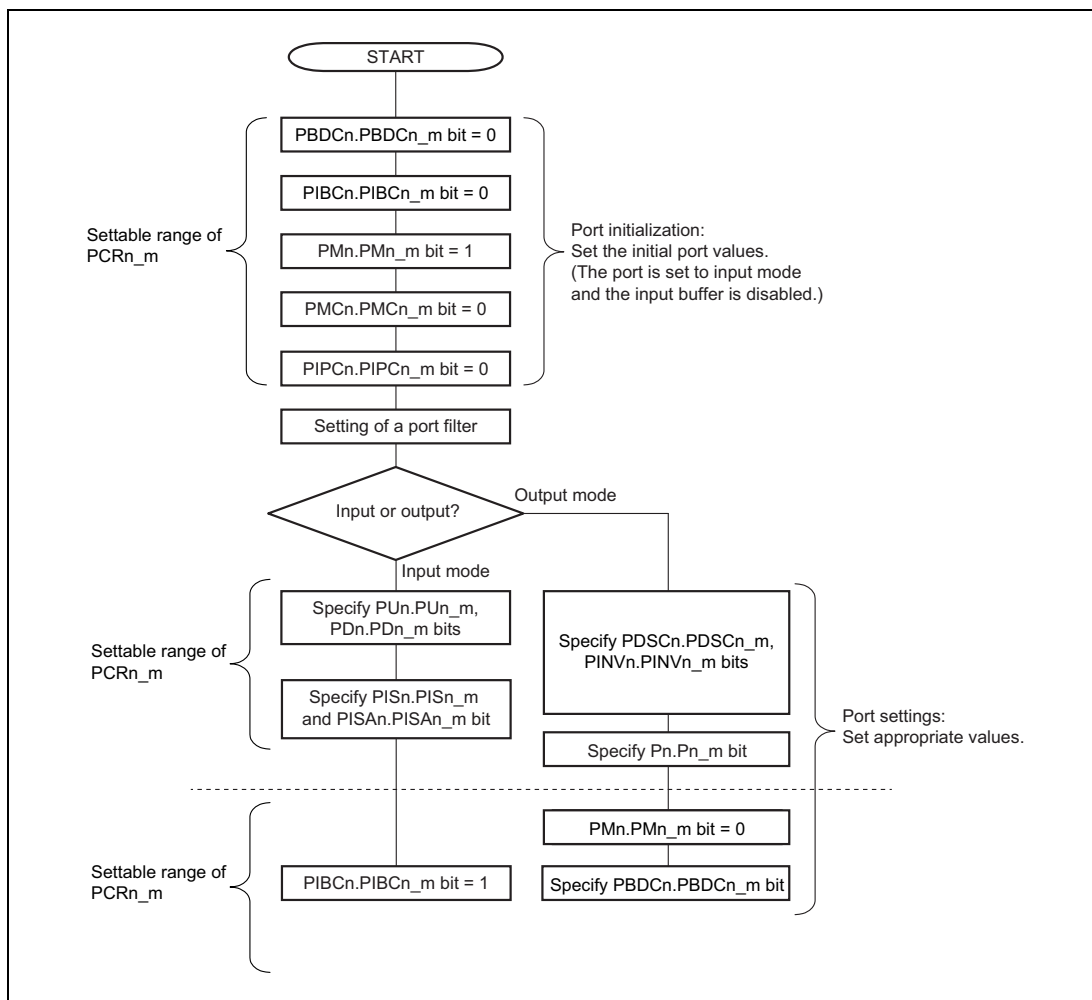 START
PBDCn.PBDCn_m bit = 0
PIBCn.PIBCn_m bit = 0
Settable range of
PCRn_m
PMn.PMn_m bit = 1
PMCn.PMCn_m bit = 0
PIPCn.PIPCn_m bit = 0
Port initialization:
Set the initial port values.
(The port is set to input mode
and the input buffer is disabled.)
Setting of a port filter
Input or output?
Output mode
Input mode
Settable range of
PCRn_m
Specify PUn.PUn_m,
PDn.PDn_m bits
Specify PISn.PISn_m
and PISAn.PISAn_m bit
Specify PDSCn.PDSCn_m,
PINVn.PINVn_m bits
Specify Pn.Pn_m bit
Port settings:
Set appropriate values.
Settable range of
PCRn_m
PIBCn.PIBCn_m bit = 1
PMn.PMn_m bit = 0
Specify PBDCn.PBDCn_m bit